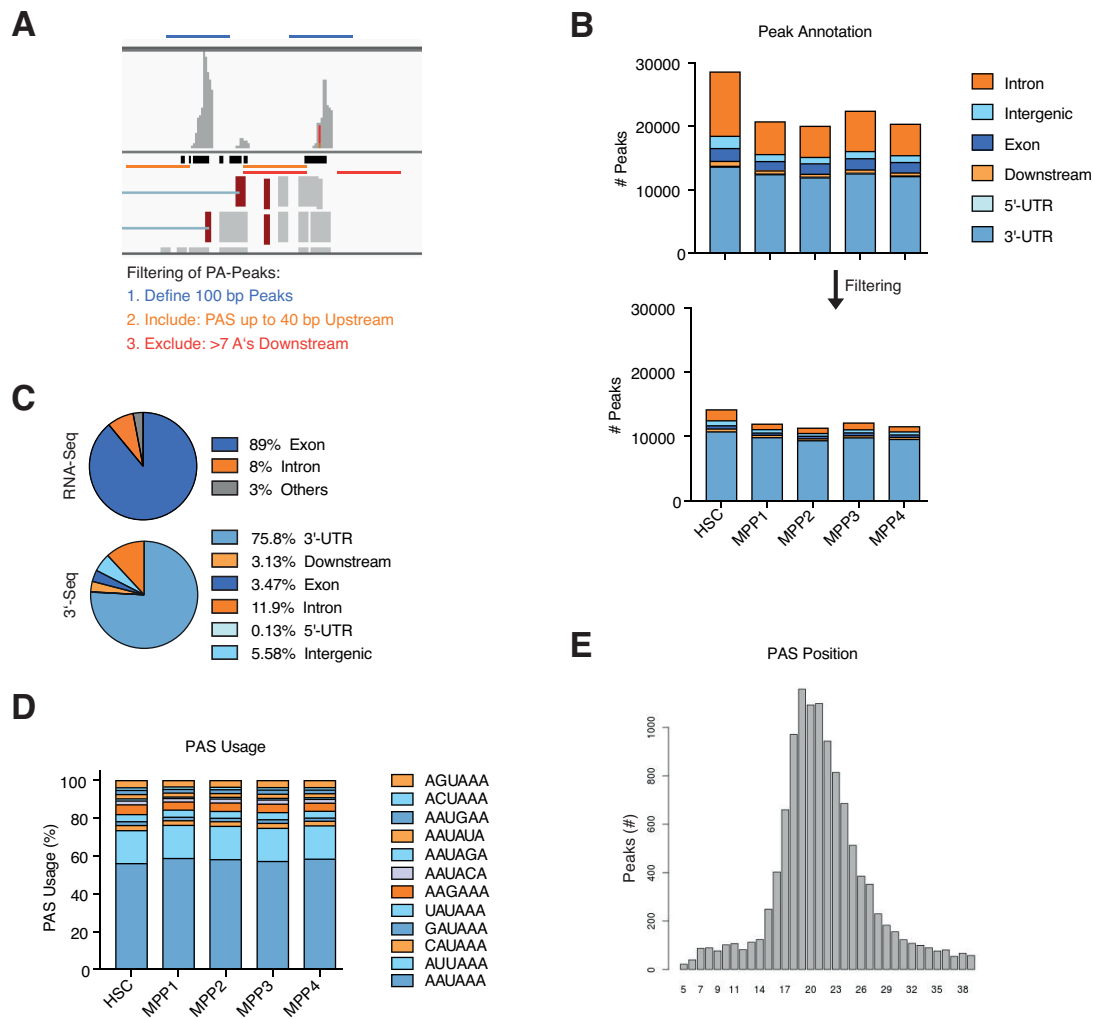 A
Filtering of PA-Peaks:
1. Define 100 bp Peaks
2. Include: PAS up to 40 bp Upstream
3. Exclude: >7 A's Downstream
B
Peak Annotation
# Peaks
30000
20000
10000
0
Intron
Intergenic
Exon
Downstream
5'-UTR
3'-UTR
Filtering
# Peaks
30000
20000
10000
0
HSC
MPP1
MPP2
MPP3
MPP4
C
RNA-Seq
89% Exon
8% Intron
3% Others
3'-Seq
75.8% 3'-UTR
3.13% Downstream
3.47% Exon
11.9% Intron
0.13% 5'-UTR
5.58% Intergenic
D
PAS Usage
PAS Usage (%)
100
80
60
40
20
0
HSC
MPP1
MPP2
MPP3
MPP4
AGUAAA
ACUAAA
AAUGAA
AAUAUA
AAUAGA
AAUACA
AAGAAA
UAUAAA
GAUAAA
CAUAAA
AUUAAA
AAUAAA
E
PAS Position
Peaks (#)
1000
800
600
400
200
0
5 7 9 11 14 17 20 23 26 29 32 35 38